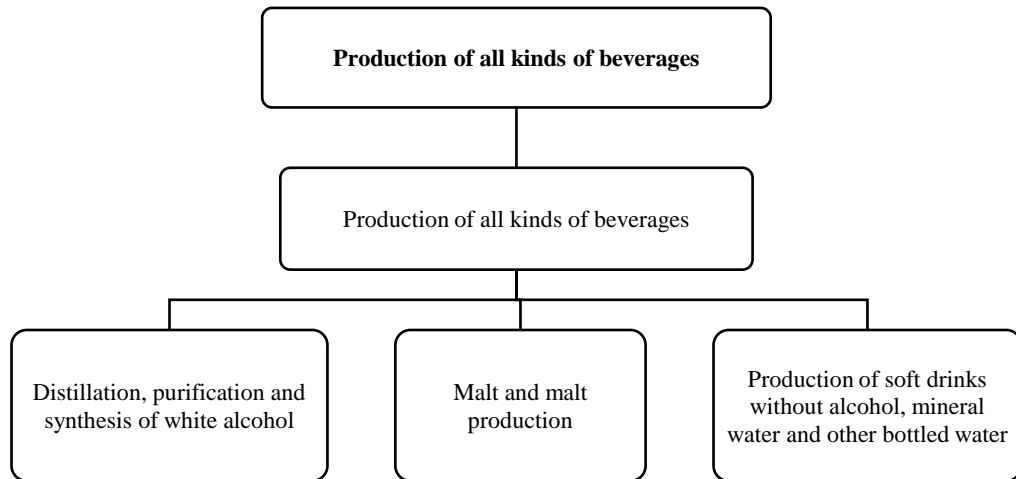 Production of all kinds of beverages
Production of all kinds of beverages
Distillation, purification and
synthesis of white alcohol
Malt and malt
production
Production of soft drinks
without alcohol, mineral
water and other bottled water